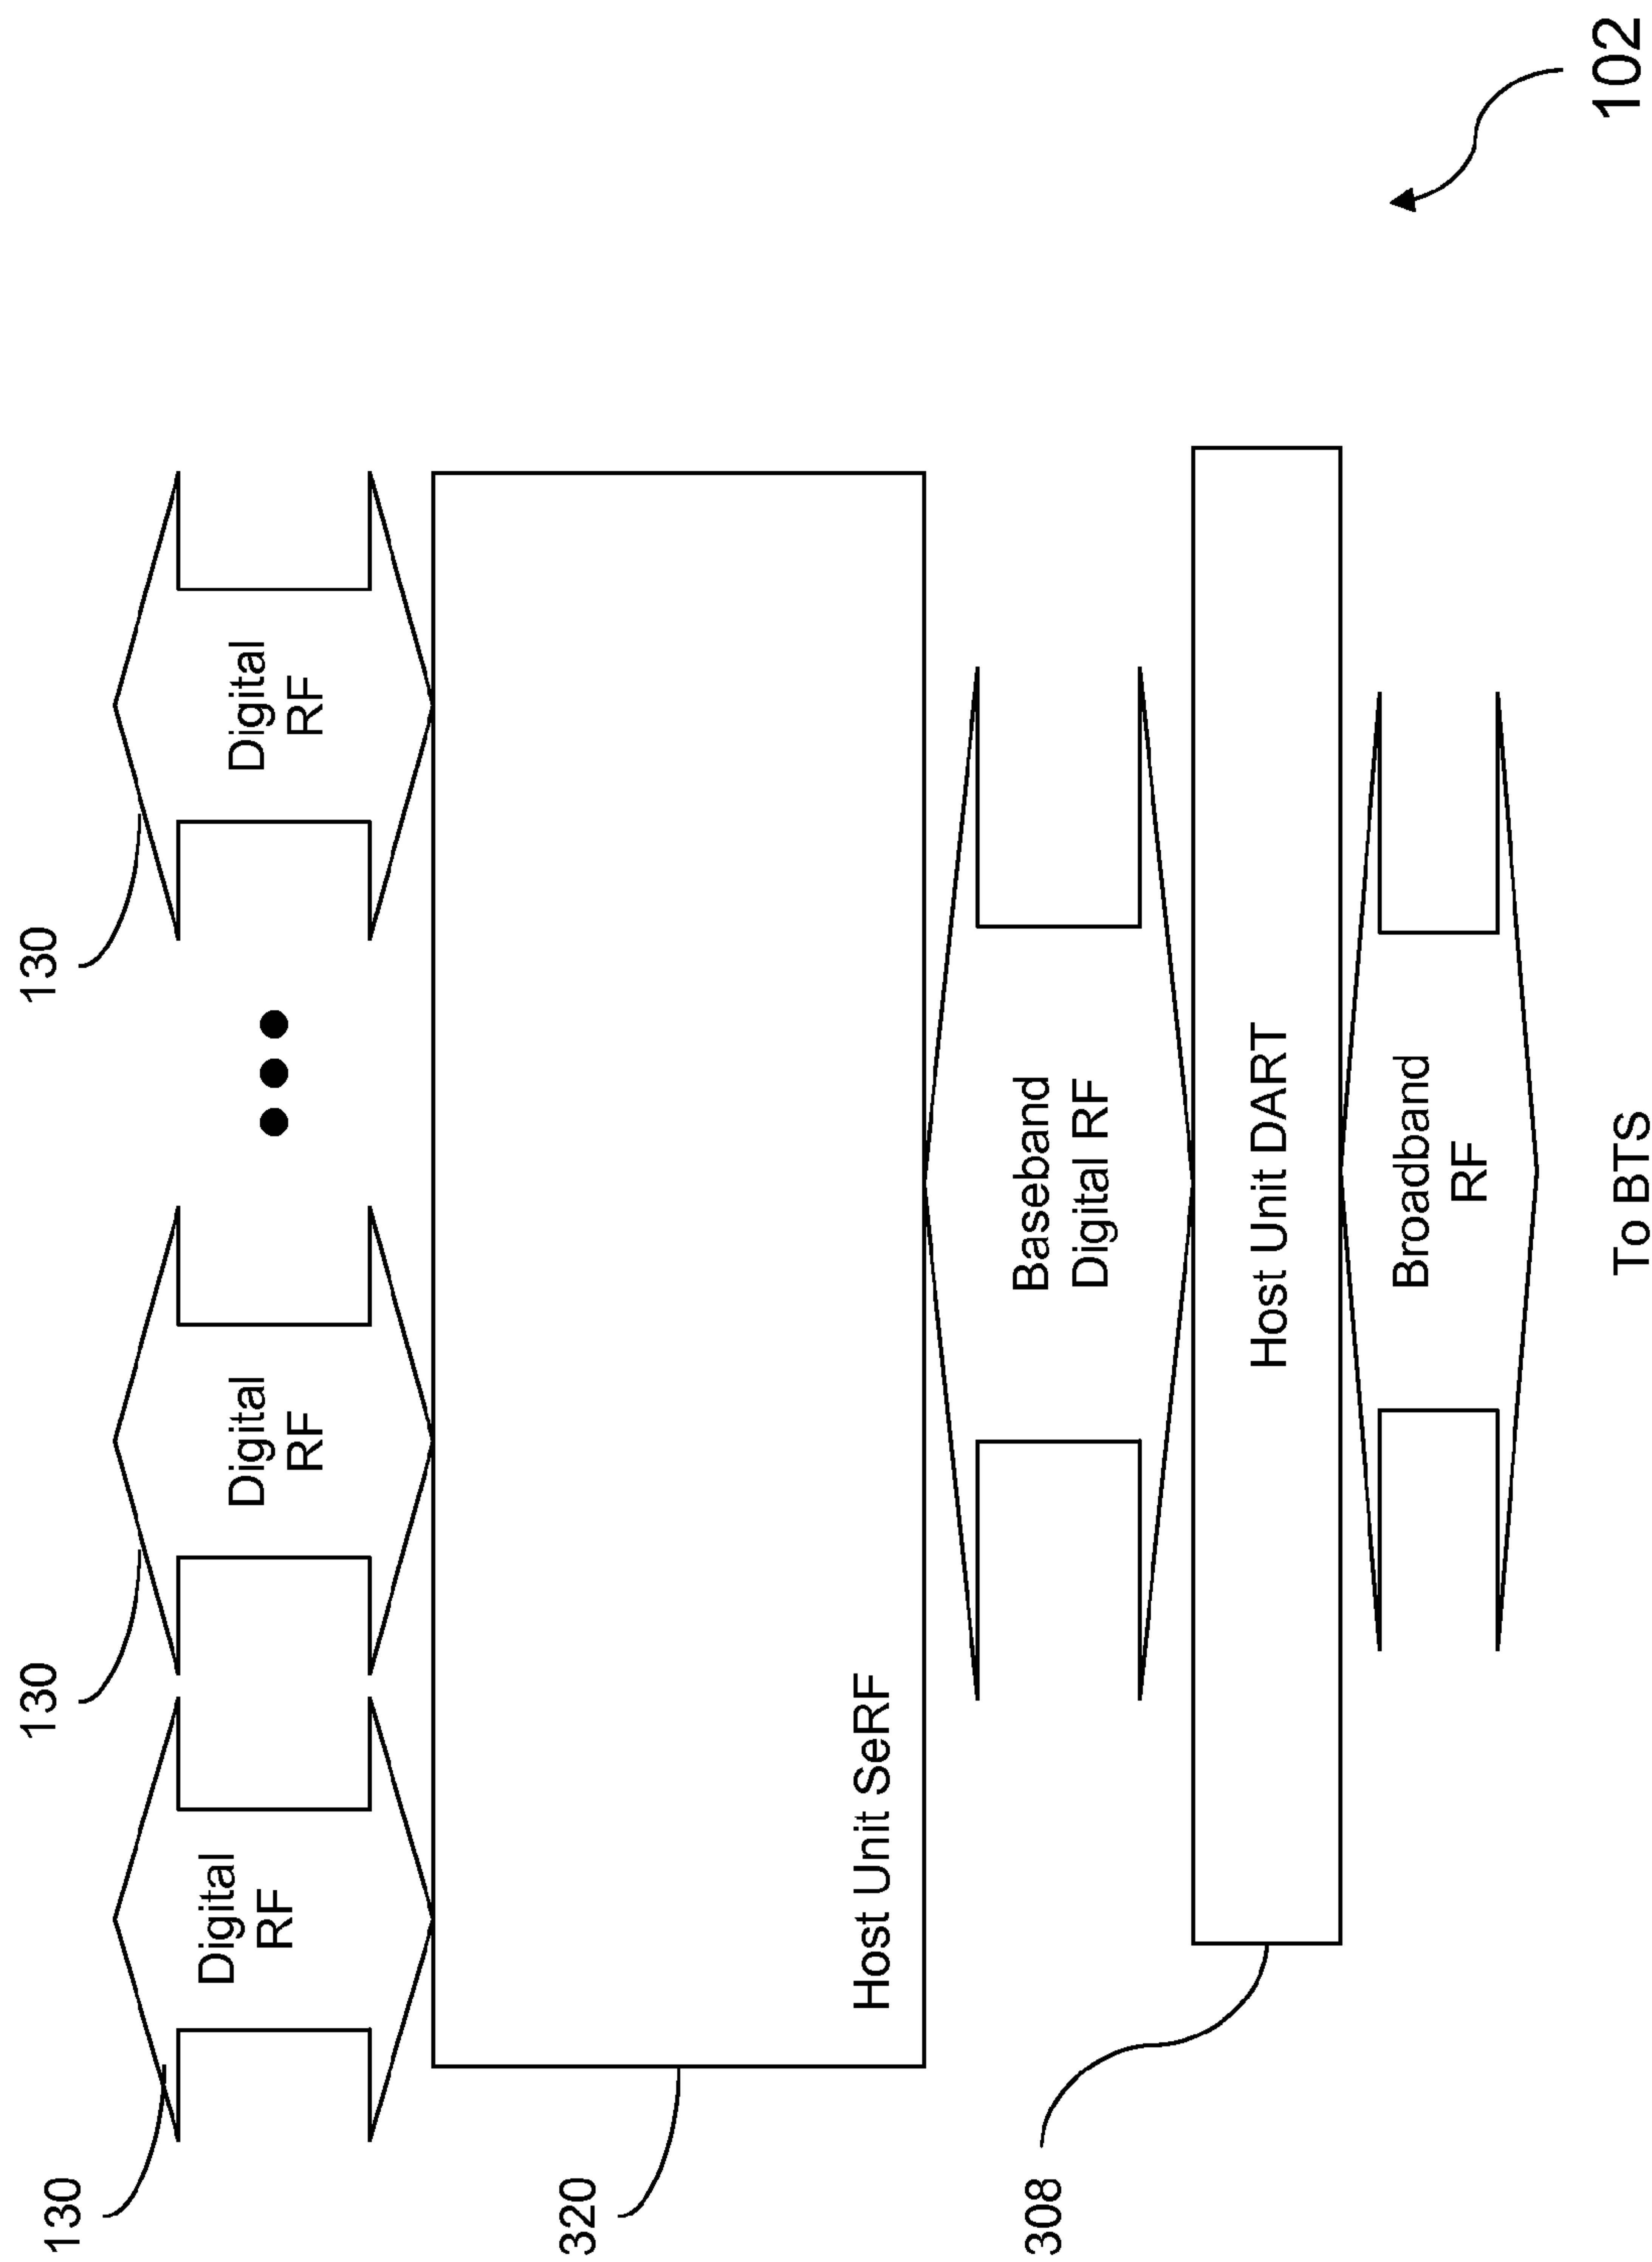 130
130
130
Digital
RF
Digital
RF
Digital
RF
320
Host Unit SeRF
Baseband
Digital RF
308
Host Unit DART
Broadband
RF
To BTS
102